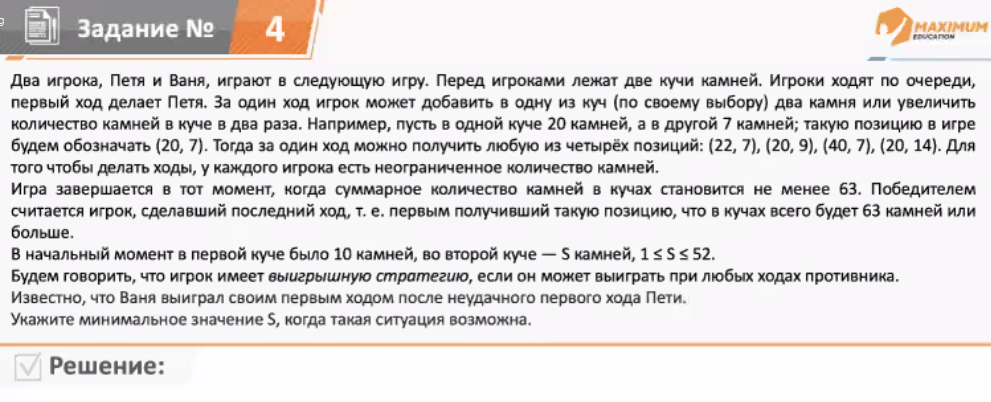 g
Задание № 4
MAXIMUM
EDUCATION
Два игрока, Петя и Ваня, играют в следующую игру. Перед игроками лежат две кучи камней. Игроки ходят по очереди,
первый ход делает Петя. За один ход игрок может добавить в одну из куч (по своему выбору) два камня или увеличить
количество камней в куче в два раза. Например, пусть в одной куче 20 камней, а в другой 7 камней; такую позицию в игре
будем обозначать (20, 7). Тогда за один ход можно получить любую из четырёх позиций: (22, 7), (20, 9), (40, 7), (20, 14). Для
того чтобы делать ходы, у каждого игрока есть неограниченное количество камней.
Игра завершается в тот момент, когда суммарное количество камней в кучах становится не менее 63. Победителем
считается игрок, сделавший последний ход, т. е. первым получивший такую позицию, что в кучах всего будет 63 камней или
больше.
В начальный момент в первой куче было 10 камней, во второй куче — S камней, 1 ≤ S ≤ 52.
Будем говорить, что игрок имеет выигрышную стратегию, если он может выиграть при любых ходах противника.
Известно, что Ваня выиграл своим первым ходом после неудачного первого хода Пети.
Укажите минимальное значение S, когда такая ситуация возможна.
Решение: